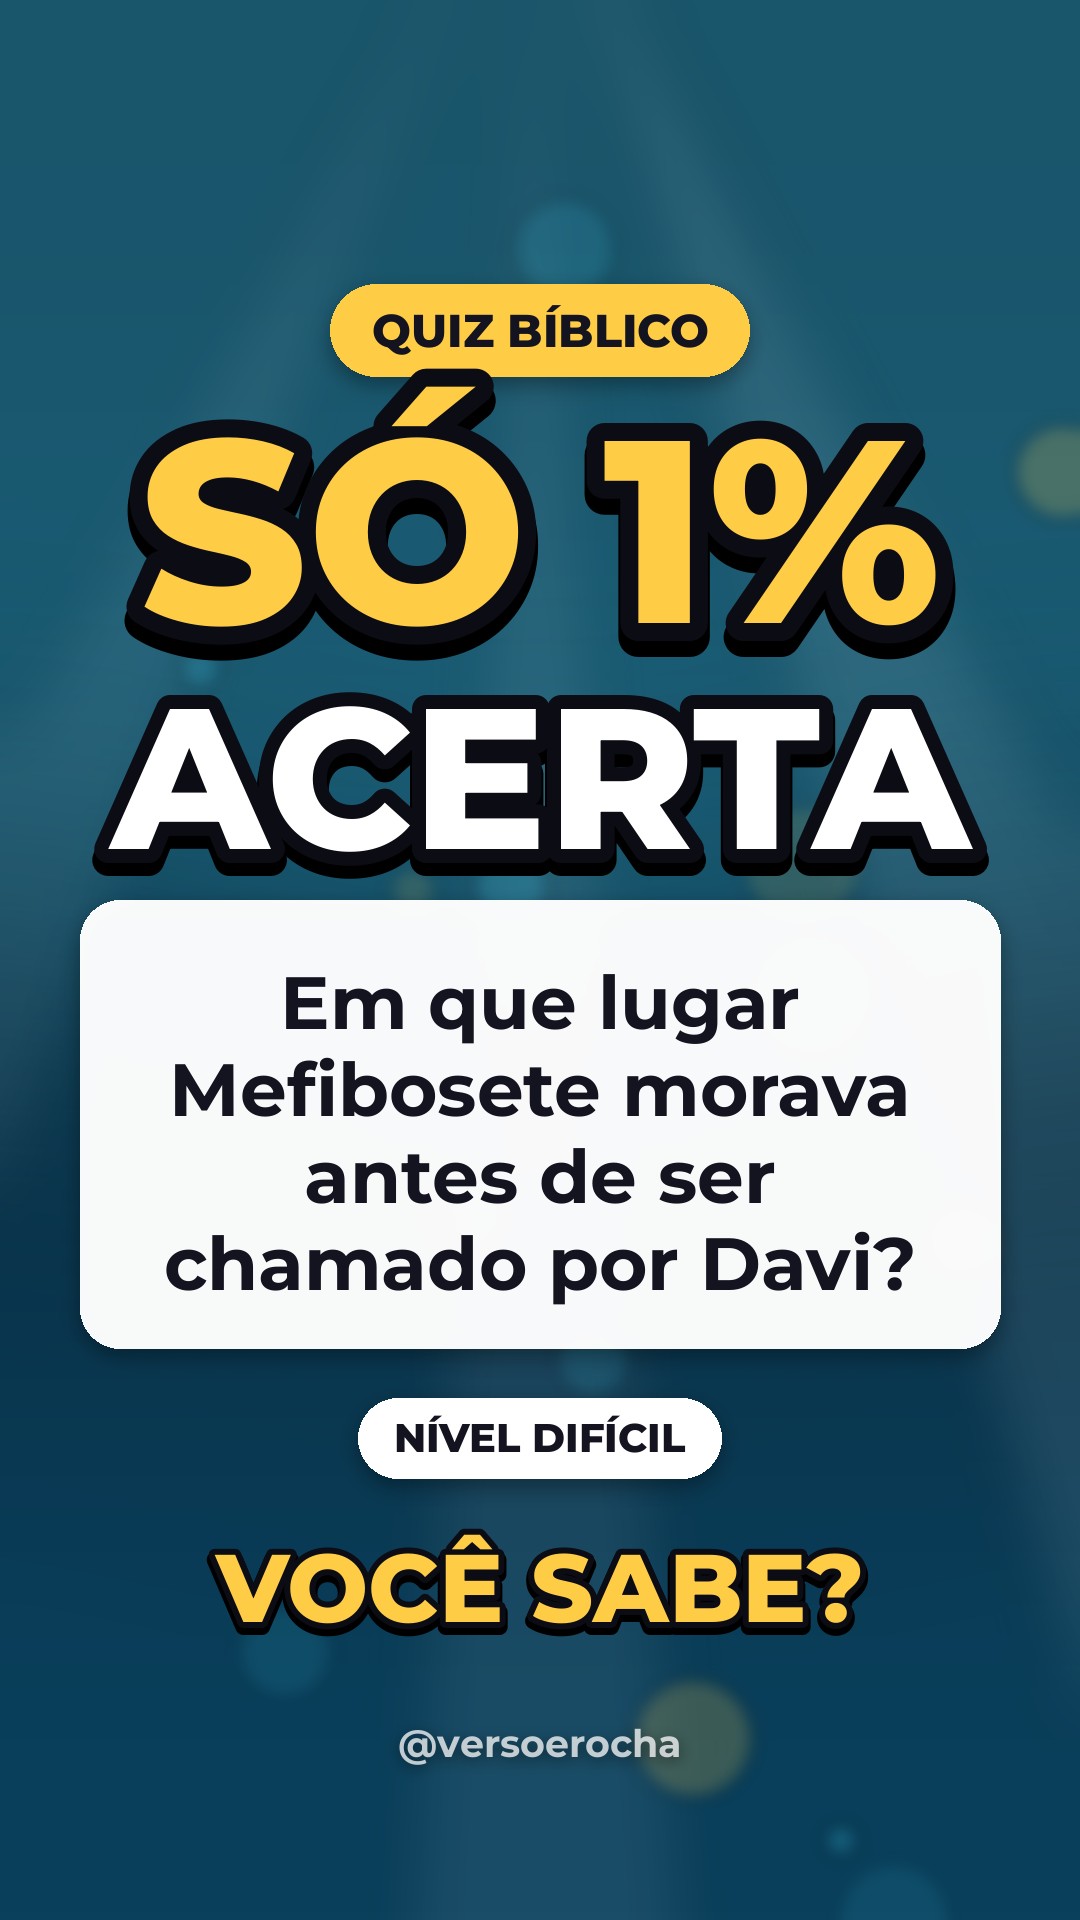 QUIZ BÍBLICO
SÓ 1%
ACERTA
Em que lugar
Mefibosete morava
antes de ser
chamado por Davi?
NÍVEL DIFÍCIL
VOCÊ SABE?
@versoerocha